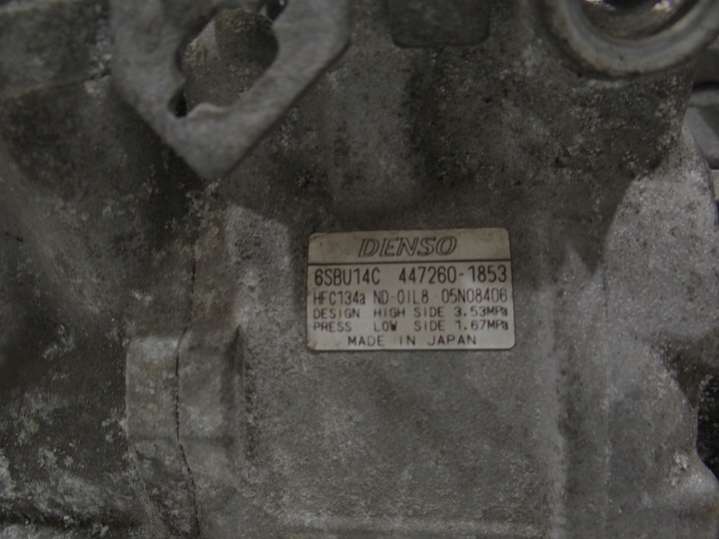 DENSO
6SBU14C 447260-1853
HFC134a ND-OIL8 05N08406
DESIGN HIGH SIDE 3.53MPa
PRESS LOW SIDE 1.67MPa
MADE IN JAPAN